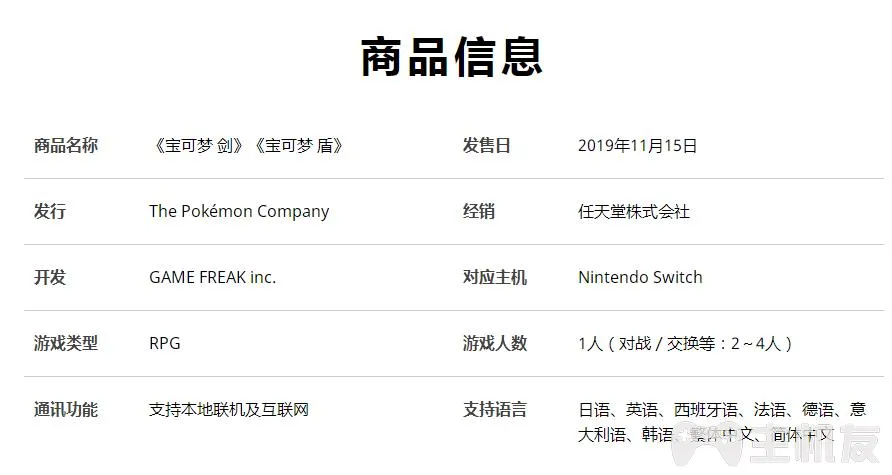 商品信息
商品名称 《宝可梦 剑》《宝可梦 盾》 发售日 2019年11月15日
发行 The Pokémon Company 经销 任天堂株式会社
开发 GAME FREAK inc. 对应主机 Nintendo Switch
游戏类型 RPG 游戏人数 1人（对战／交换等：2～4人）
通讯功能 支持本地联机及互联网 支持语言 日语、英语、西班牙语、法语、德语、意
大利语、韩语、繁体中文、简体中文
主机友